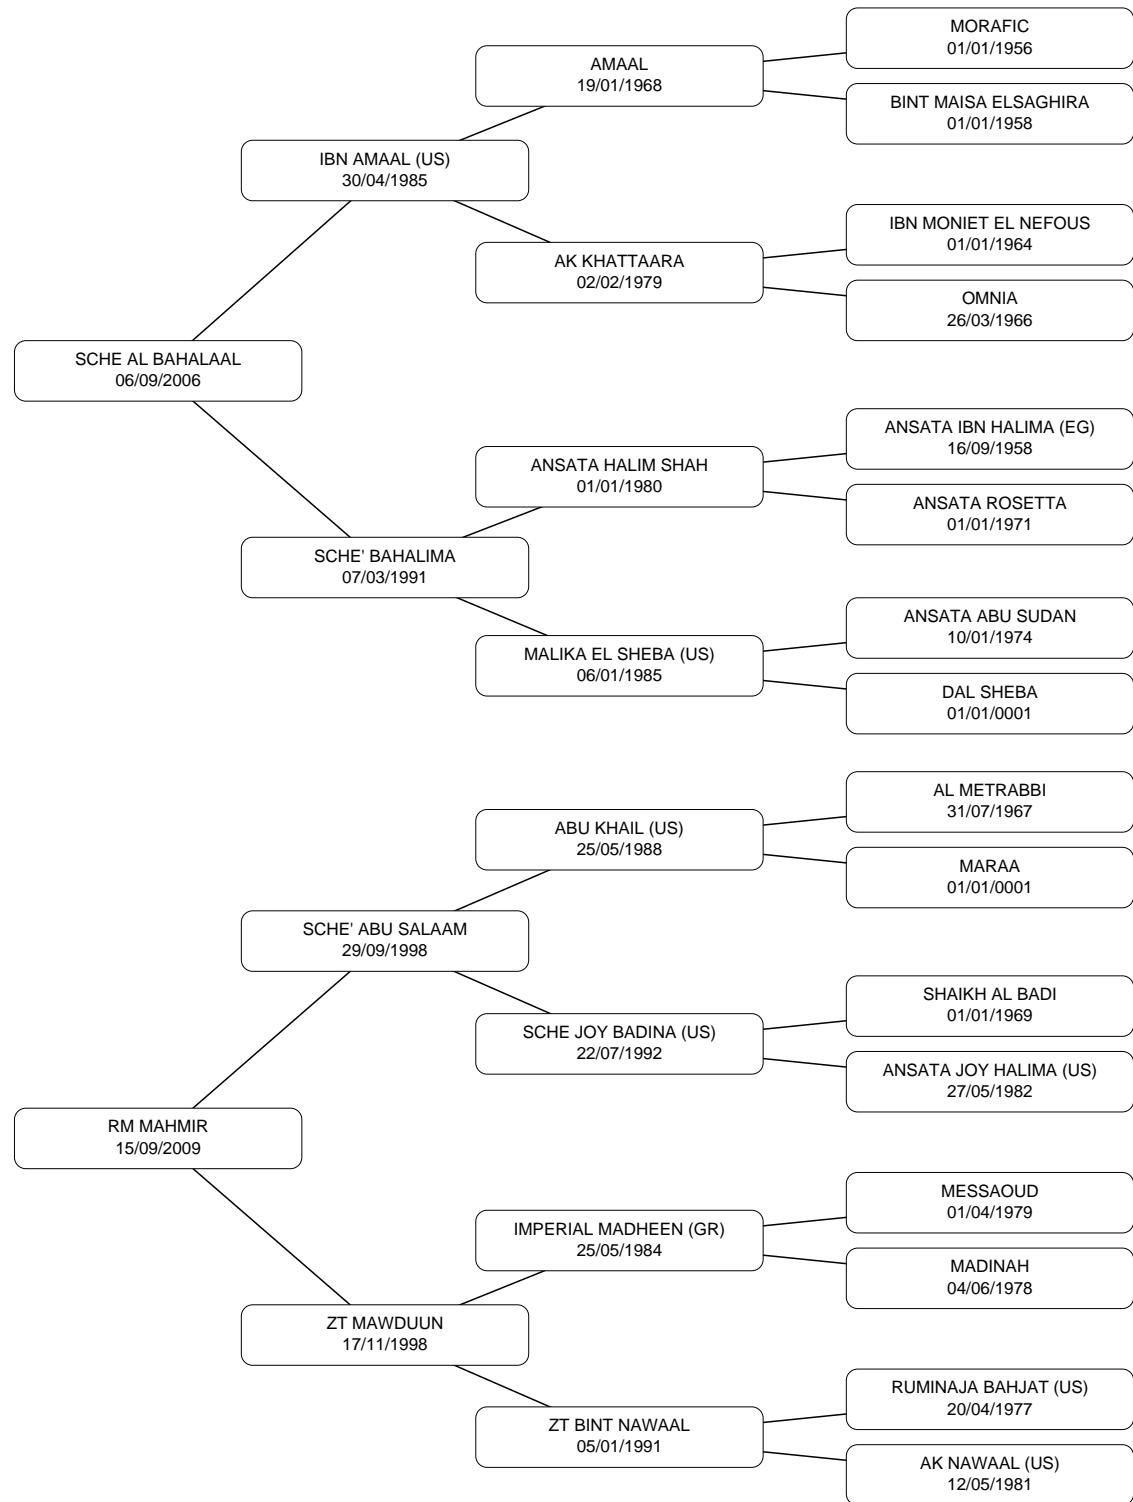 MORAFIC
01/01/1956
AMAAL
19/01/1968
BINT MAISA ELSAGHIRA
01/01/1958
IBN AMAAL (US)
30/04/1985
IBN MONIET EL NEFOUS
01/01/1964
AK KHATTAARA
02/02/1979
OMNIA
26/03/1966
SCHE AL BAHALAAL
06/09/2006
ANSATA IBN HALIMA (EG)
16/09/1958
ANSATA HALIM SHAH
01/01/1980
ANSATA ROSETTA
01/01/1971
SCHE' BAHALIMA
07/03/1991
ANSATA ABU SUDAN
10/01/1974
MALIKA EL SHEBA (US)
06/01/1985
DAL SHEBA
01/01/0001
AL METRABBI
31/07/1967
ABU KHAIL (US)
25/05/1988
MARAA
01/01/0001
SCHE' ABU SALAAM
29/09/1998
SHAIKH AL BADI
01/01/1969
SCHE JOY BADINA (US)
22/07/1992
ANSATA JOY HALIMA (US)
27/05/1982
RM MAHMIR
15/09/2009
MESSAOUD
01/04/1979
IMPERIAL MADHEEN (GR)
25/05/1984
MADINAH
04/06/1978
ZT MAWDUUN
17/11/1998
RUMINAJA BAHJAT (US)
20/04/1977
ZT BINT NAWAAL
05/01/1991
AK NAWAAL (US)
12/05/1981